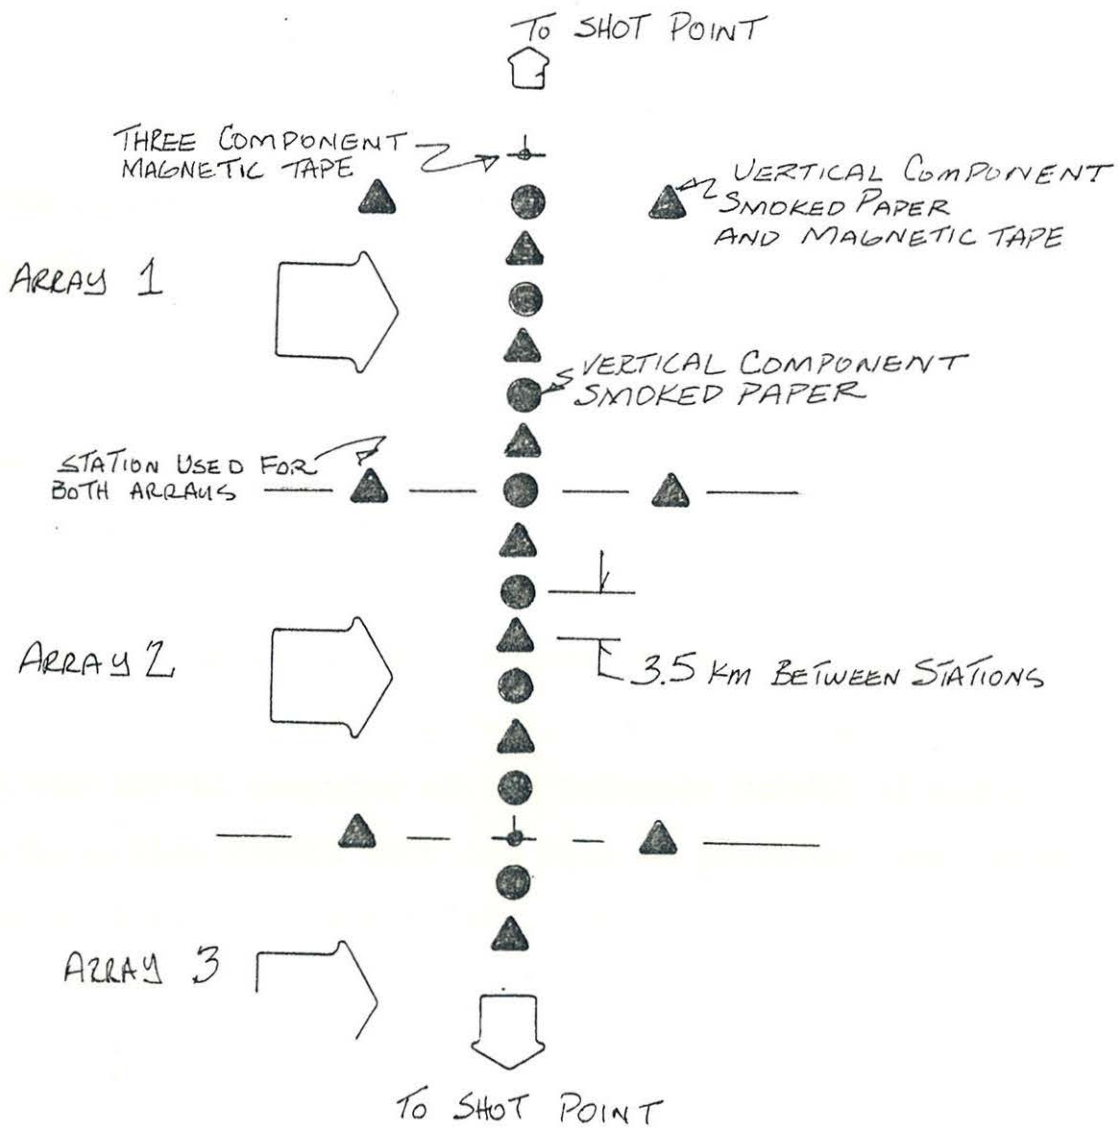 To SHOT POINT
THREE COMPONENT
MAGNETIC TAPE
VERTICAL COMPONENT
SMOKED PAPER
AND MAGNETIC TAPE
ARRAY 1
VERTICAL COMPONENT
SMOKED PAPER
STATION USED FOR
BOTH ARRAYS
ARRAY 2
3.5 KM BETWEEN STATIONS
ARRAY 3
To SHOT POINT